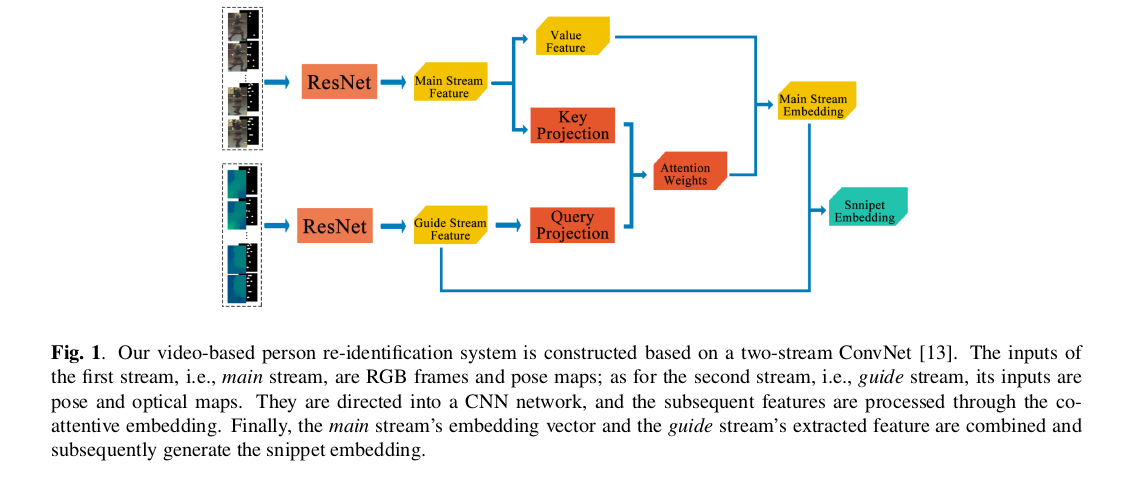 Value
Feature
ResNet
Main Stream
Feature
Main Stream
Embedding
Key
Projection
Attention
Weights
Snnipet
Embedding
ResNet
Guide Stream
Feature
Query
Projection
Fig. 1. Our video-based person re-identification system is constructed based on a two-stream ConvNet [13]. The inputs of
the first stream, i.e., main stream, are RGB frames and pose maps; as for the second stream, i.e., guide stream, its inputs are
pose and optical maps. They are directed into a CNN network, and the subsequent features are processed through the co-
attentive embedding. Finally, the main stream's embedding vector and the guide stream's extracted feature are combined and
subsequently generate the snippet embedding.